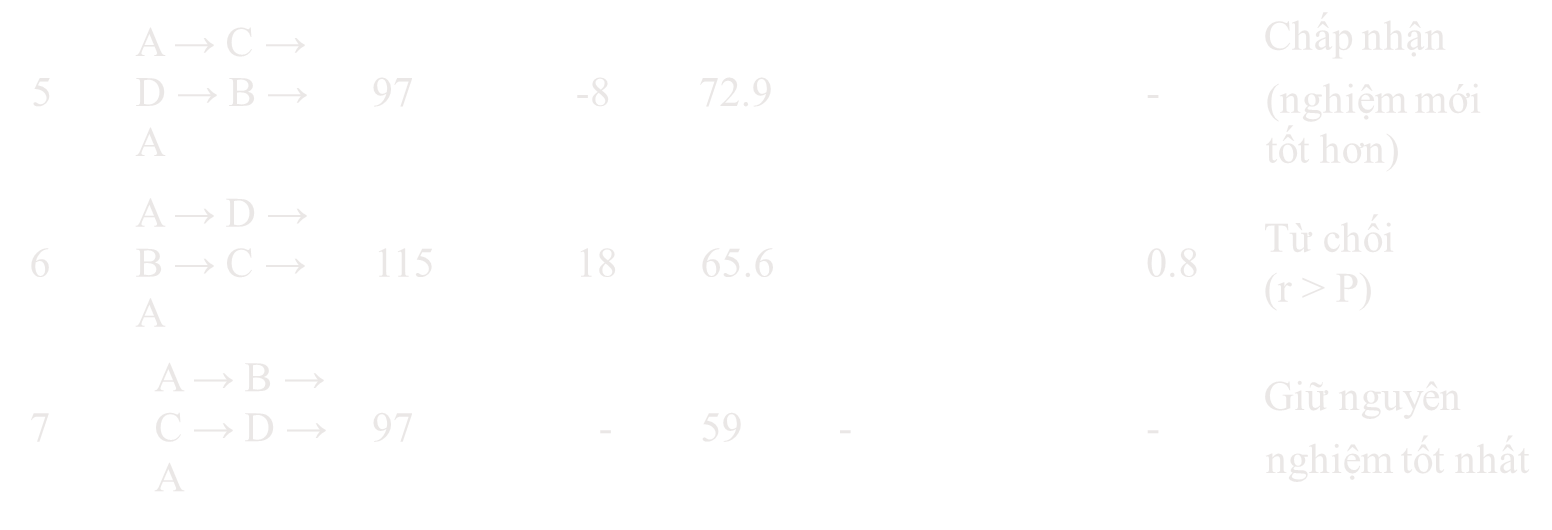 A → C →
5 D → B → 97 -8 72.9 -
A
Chấp nhận
(nghiệm mới
tốt hơn)
A → D →
6 B → C → 115 18 65.6 0.8
A
Từ chối
(r > P)
A → B →
7 C → D → 97 - 59 - -
A
Giữ nguyên
nghiệm tốt nhất